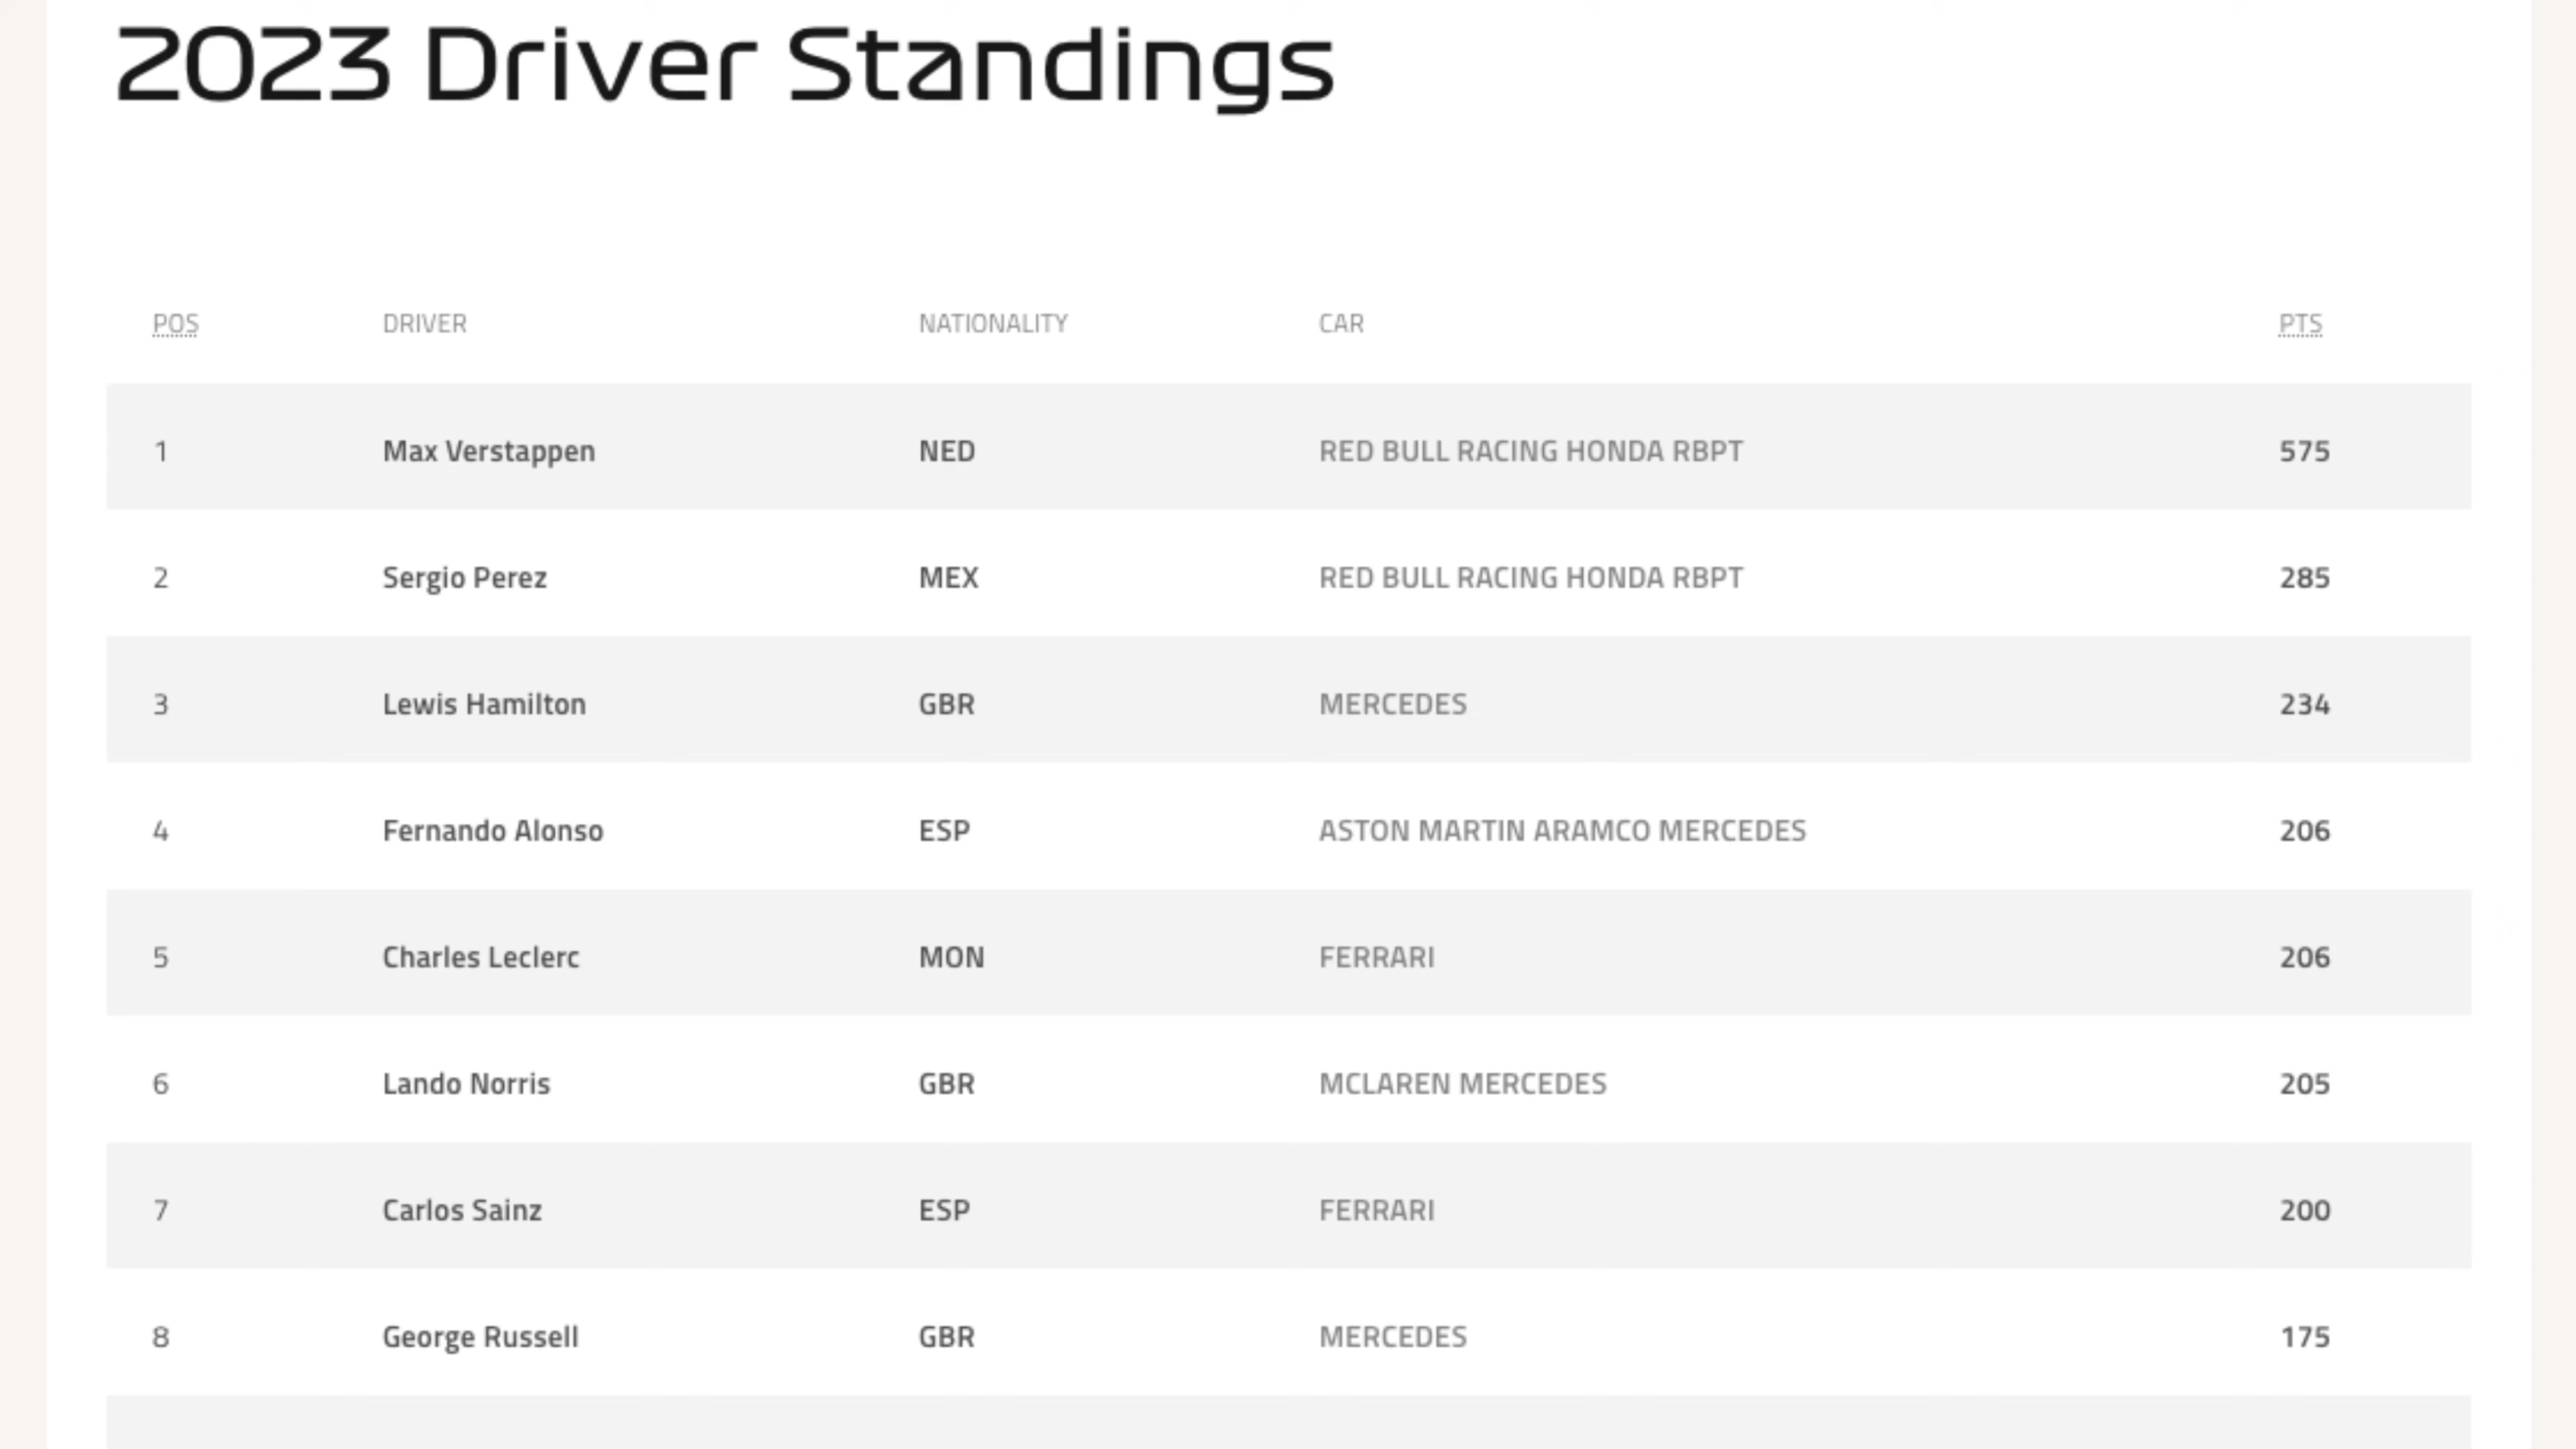 2023 Driver Standings
POS DRIVER NATIONALITY CAR PTS
1 Max Verstappen NED RED BULL RACING HONDA RBPT 575
2 Sergio Perez MEX RED BULL RACING HONDA RBPT 285
3 Lewis Hamilton GBR MERCEDES 234
4 Fernando Alonso ESP ASTON MARTIN ARAMCO MERCEDES 206
5 Charles Leclerc MON FERRARI 206
6 Lando Norris GBR MCLAREN MERCEDES 205
7 Carlos Sainz ESP FERRARI 200
8 George Russell GBR MERCEDES 175